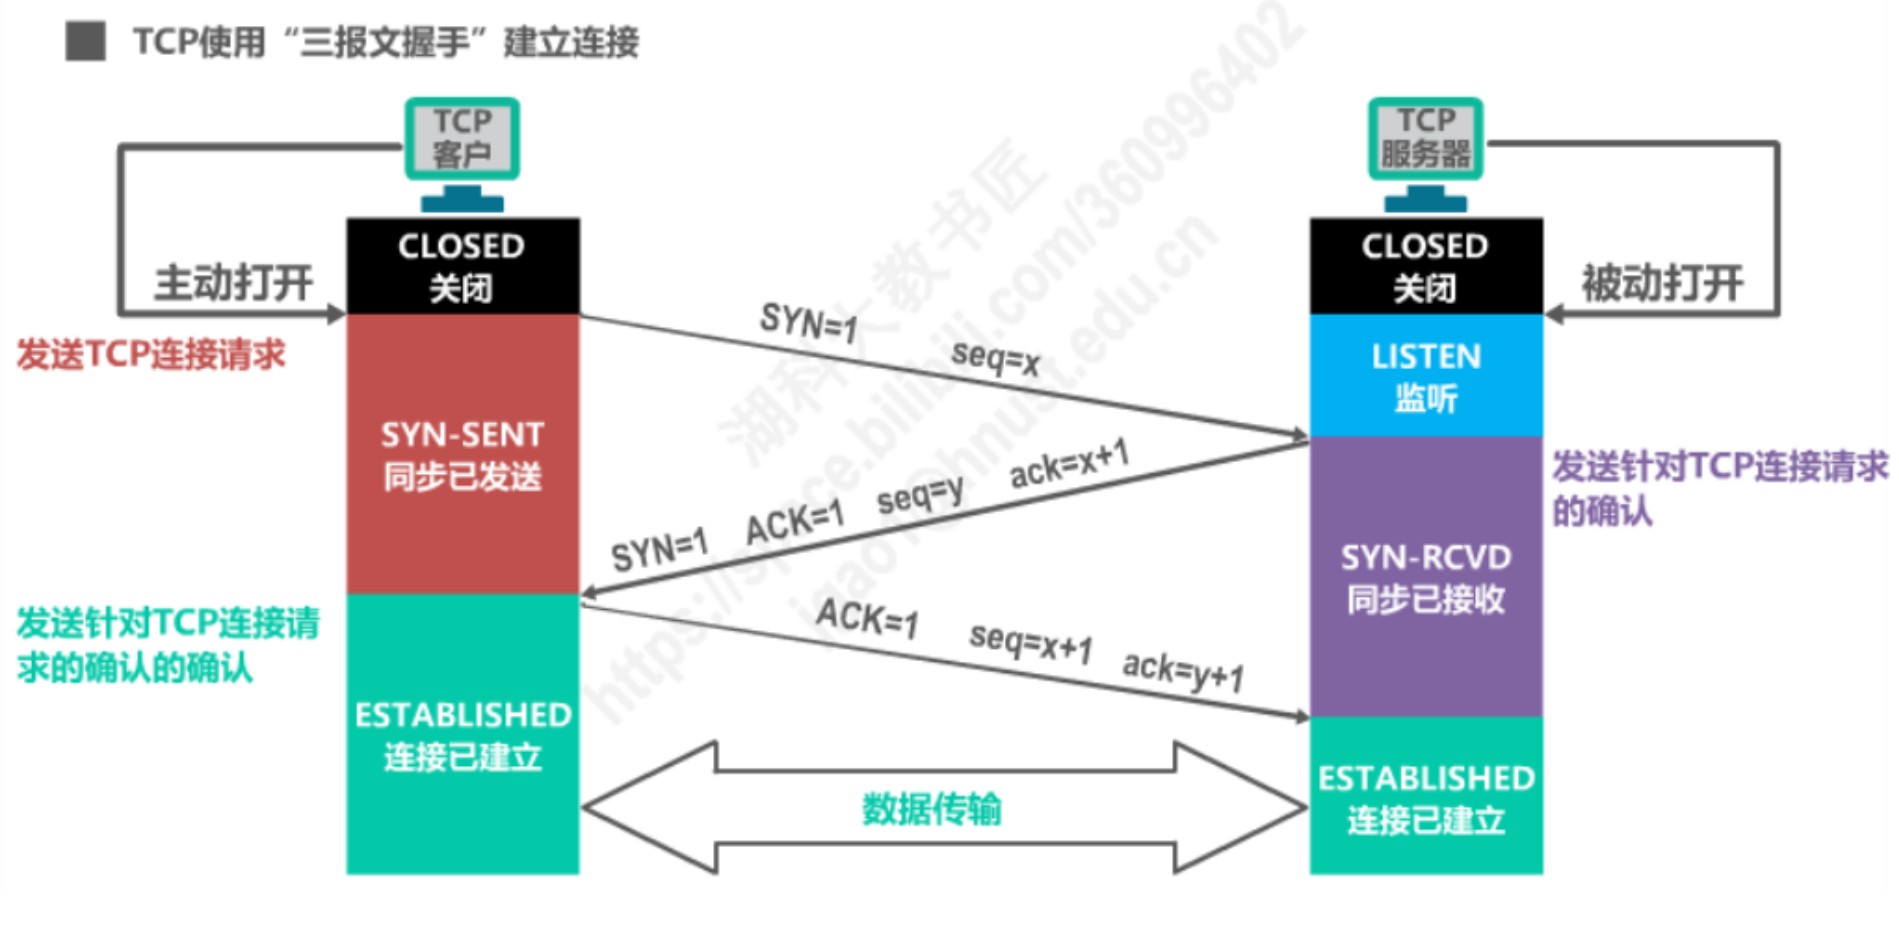 TCP使用“三报文握手”建立连接
TCP
客户
TCP
服务器
CLOSED
关闭
CLOSED
关闭
主动打开
被动打开
发送TCP连接请求
SYN=1 seq=x
LISTEN
监听
SYN-SENT
同步已发送
SYN=1 ACK=1 seq=y ack=x+1
发送针对TCP连接请求
的确认
SYN-RCVD
同步已接收
发送针对TCP连接请
求的确认的确认
ACK=1 seq=x+1 ack=y+1
ESTABLISHED
连接已建立
ESTABLISHED
连接已建立
数据传输
湖科大教书匠
https://space.bilibili.com/360996402